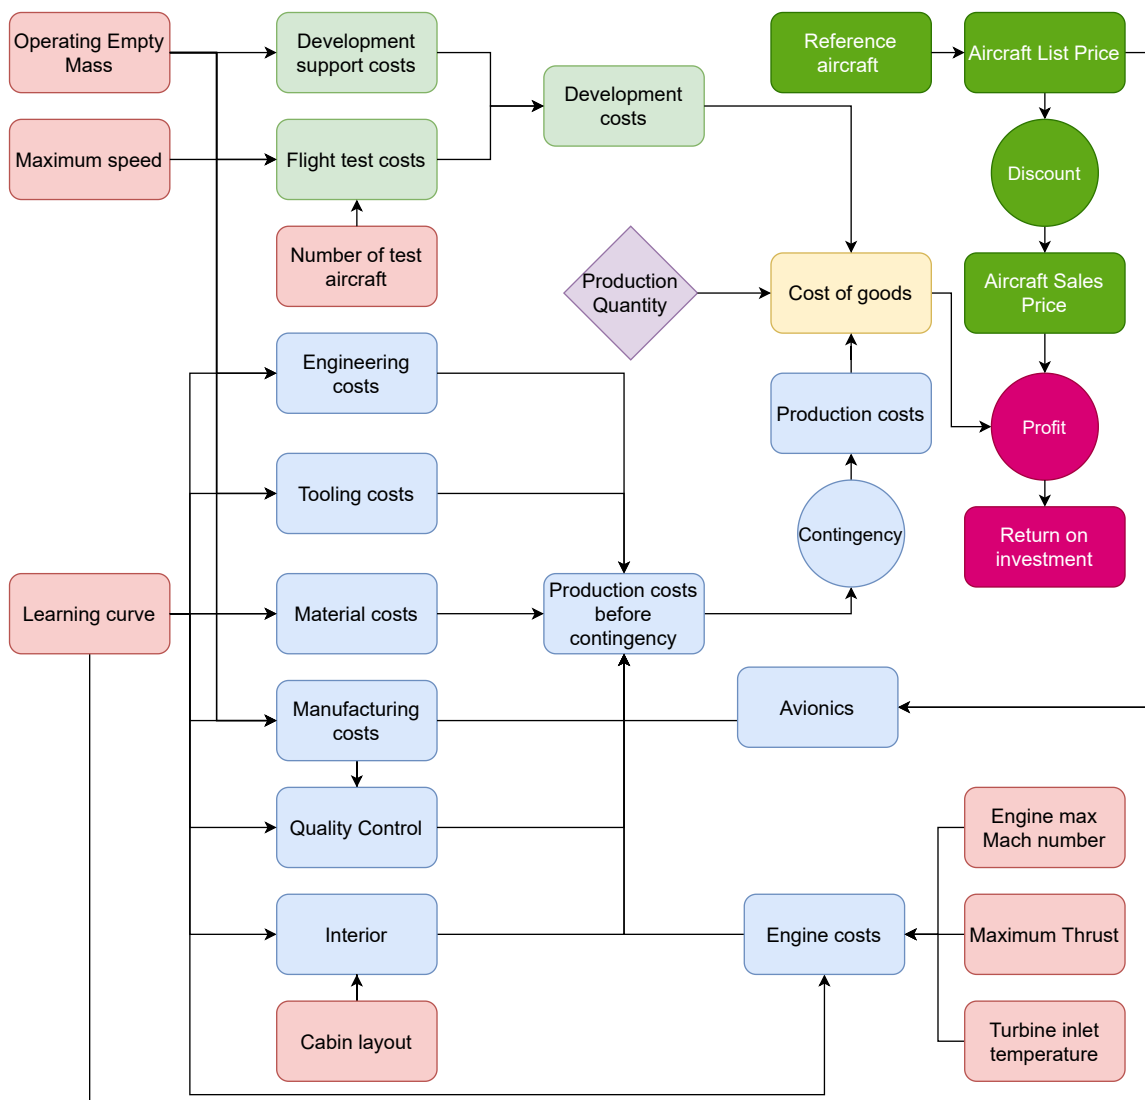 Operating Empty
Mass
Development
support costs
Reference
aircraft
Aircraft List Price
Development
costs
Maximum speed
Flight test costs
Discount
Number of test
aircraft
Production
Quantity
Cost of goods
Aircraft Sales
Price
Engineering
costs
Production costs
Profit
Tooling costs
Contingency
Return on
investment
Learning curve
Material costs
Production costs
before
contingency
Manufacturing
costs
Avionics
Quality Control
Engine max
Mach number
Interior
Engine costs
Maximum Thrust
Cabin layout
Turbine inlet
temperature